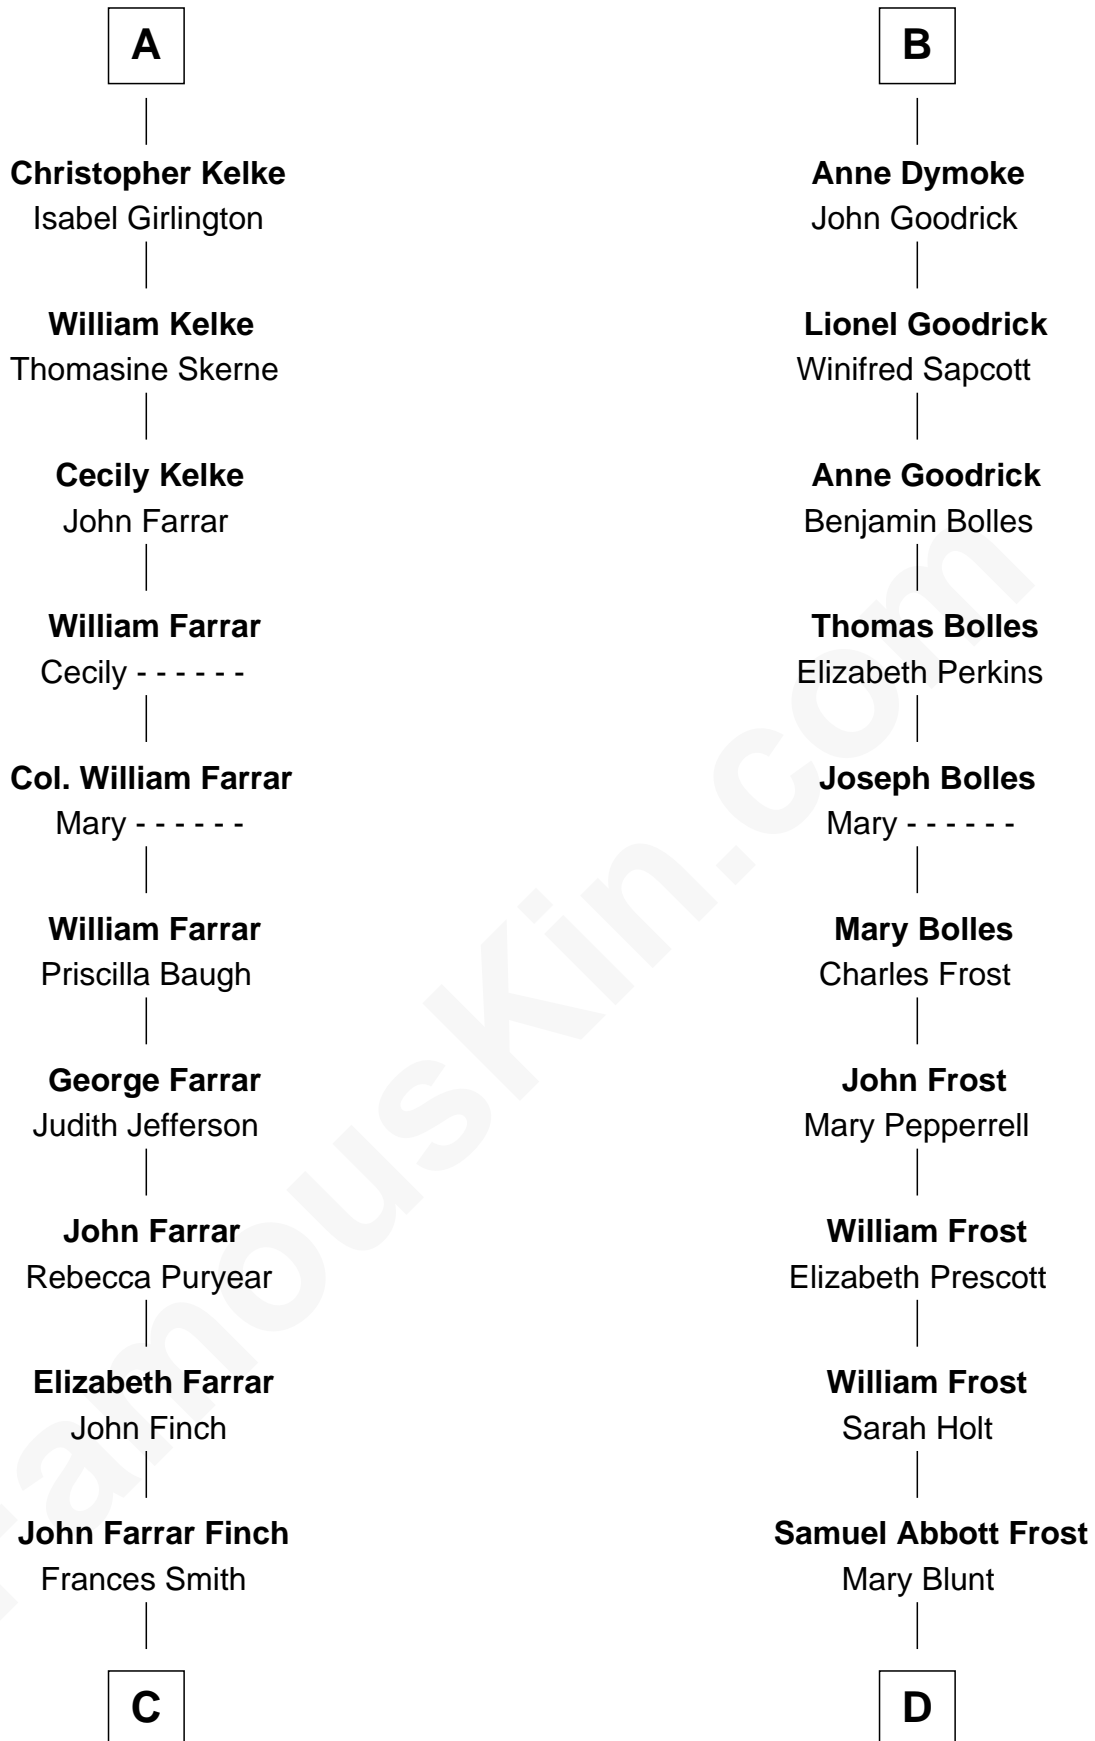 A
Christopher Kelke
Isabel Girlington
William Kelke
Thomasine Skerne
Cecily Kelke
John Farrar
William Farrar
Cecily - - - - - -
Col. William Farrar
Mary - - - - - -
William Farrar
Priscilla Baugh
George Farrar
Judith Jefferson
John Farrar
Rebecca Puryear
Elizabeth Farrar
John Finch
John Farrar Finch
Frances Smith
C
B
Anne Dymoke
John Goodrick
Lionel Goodrick
Winifred Sapcott
Anne Goodrick
Benjamin Bolles
Thomas Bolles
Elizabeth Perkins
Joseph Bolles
Mary - - - - - -
Mary Bolles
Charles Frost
John Frost
Mary Pepperrell
William Frost
Elizabeth Prescott
William Frost
Sarah Holt
Samuel Abbott Frost
Mary Blunt
D
FamousKin.com